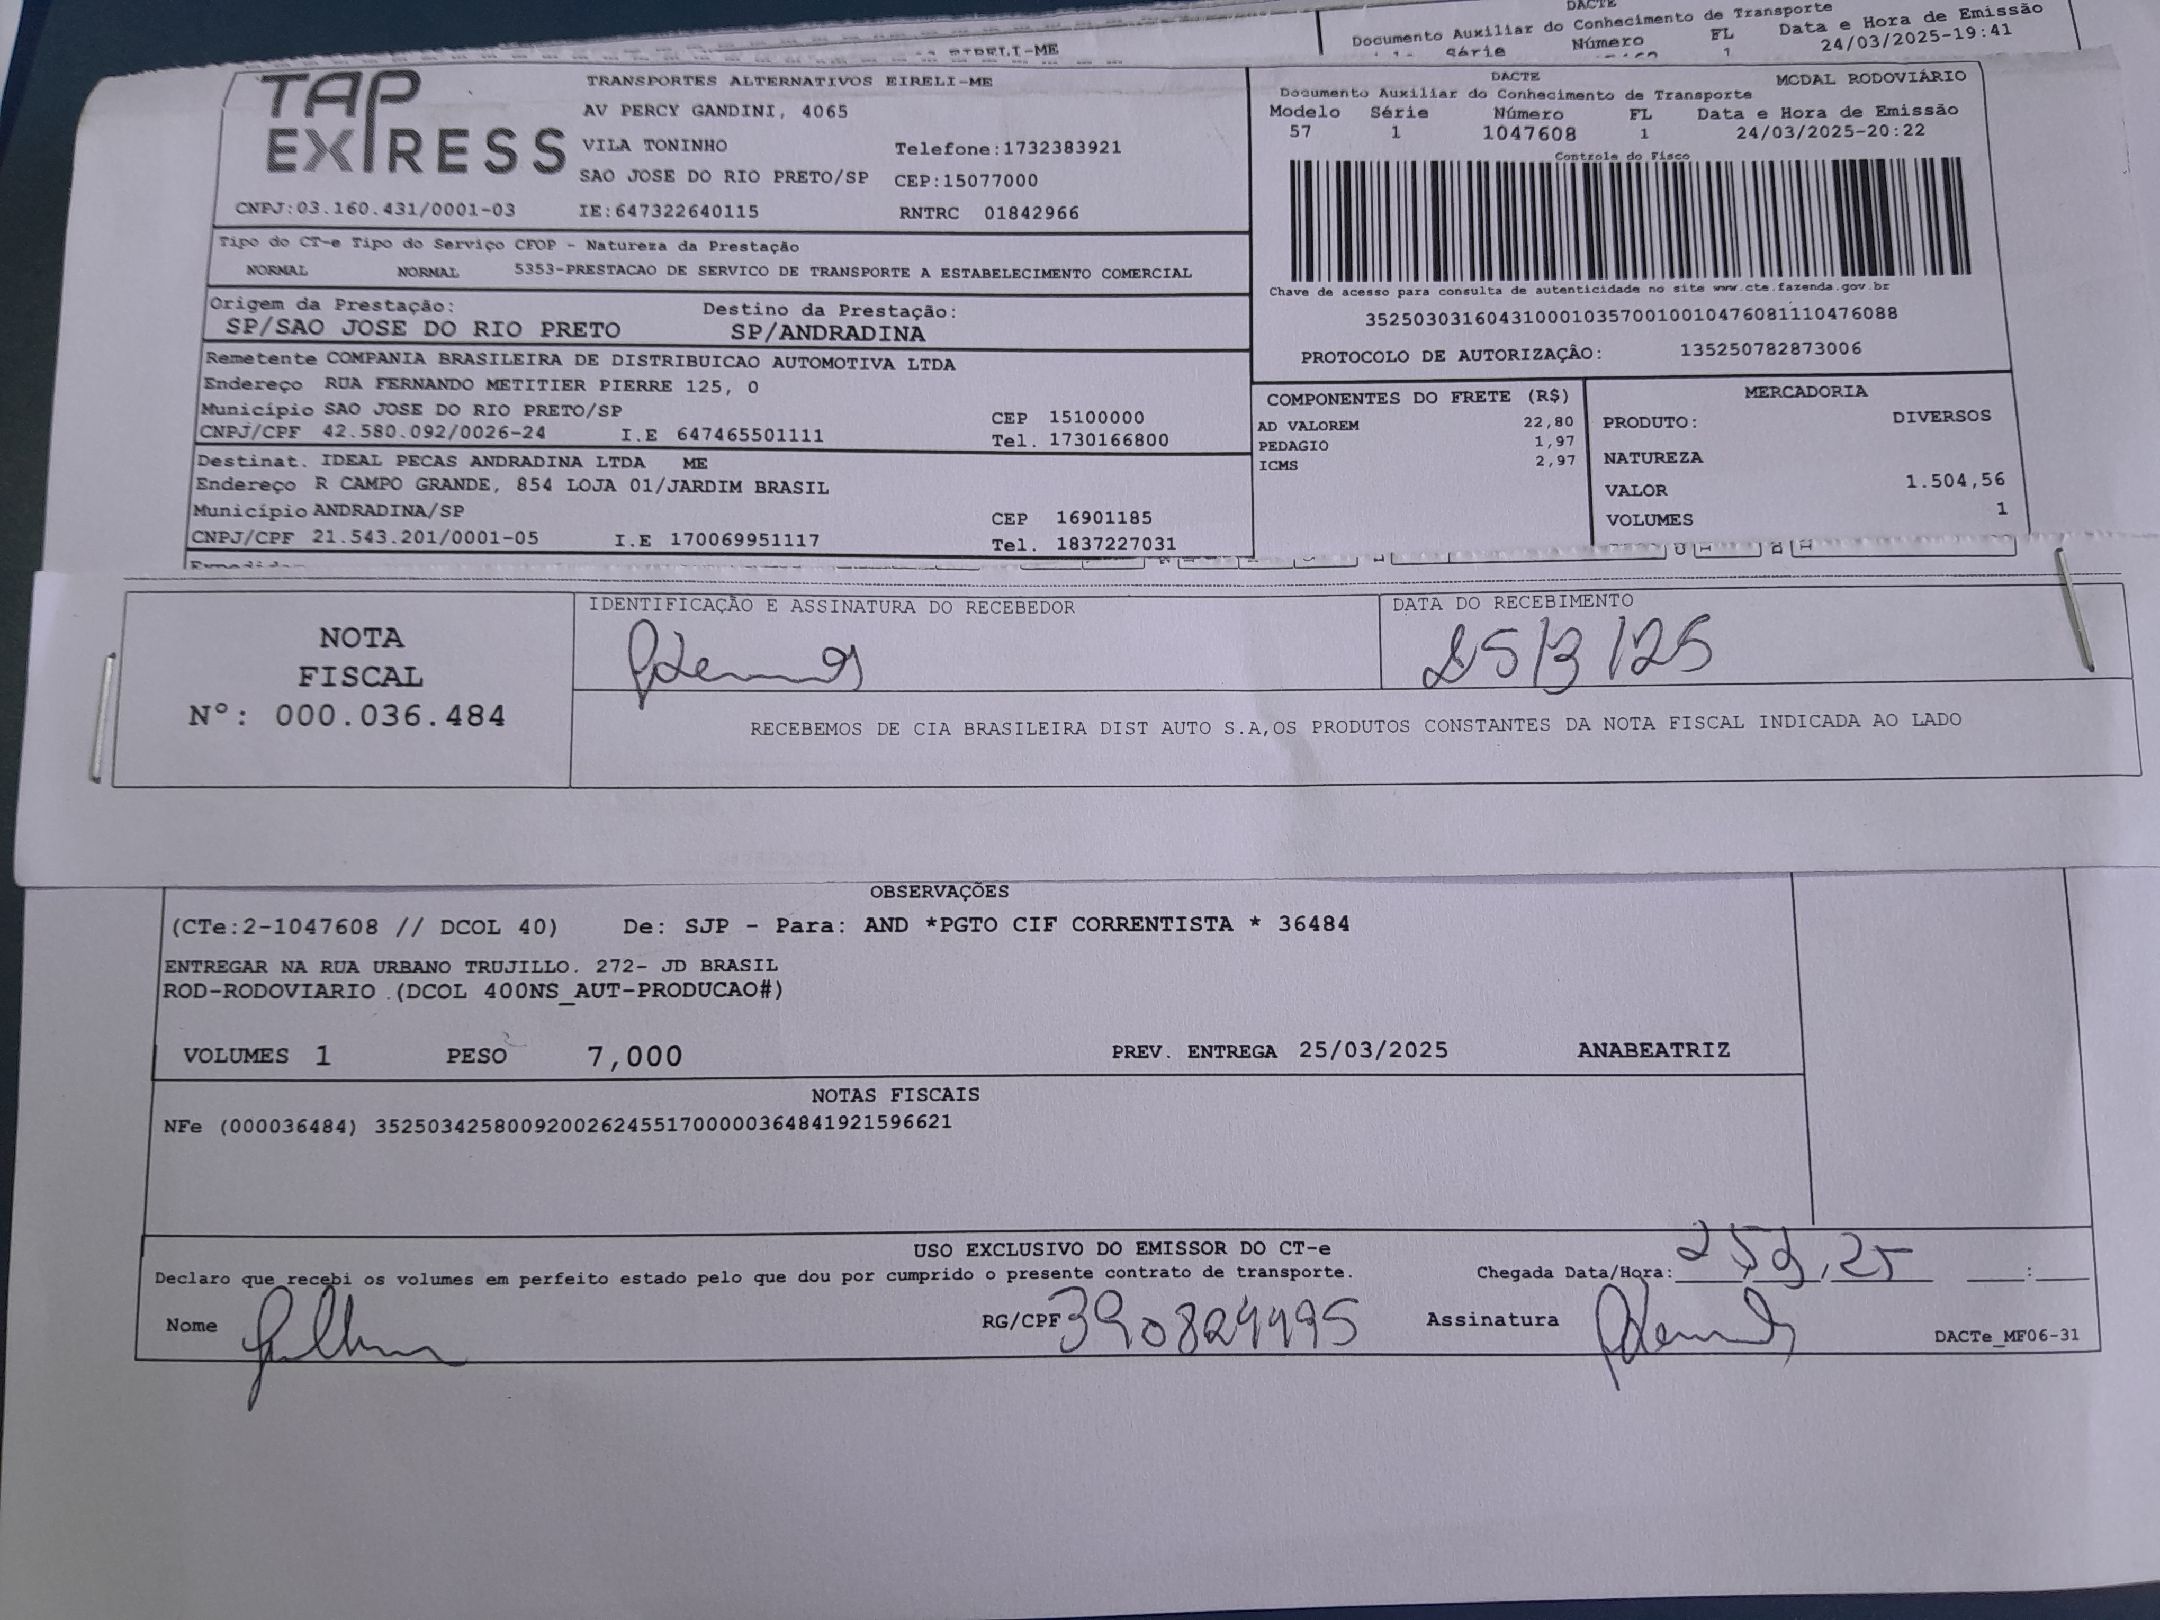 DACTE
Documento Auxiliar do Conhecimento de Transporte
Série Número FL Data e Hora de Emissão
1 24/03/2025-19:41
EIRELI-ME
TAP EXPRESS
TRANSPORTES ALTERNATIVOS EIRELI-ME
AV PERCY GANDINI, 4065
VILA TONINHO Telefone:1732383921
SAO JOSE DO RIO PRETO/SP CEP:15077000
CNPJ:03.160.431/0001-03 IE:647322640115 RNTRC 01842966
DACTE MODAL RODOVIÁRIO
Documento Auxiliar do Conhecimento de Transporte
Modelo Série Número FL Data e Hora de Emissão
57 1 1047608 1 24/03/2025-20:22
Controle do Fisco
Chave de acesso para consulta de autenticidade no site www.cte.fazenda.gov.br
35250303160431000103570010010476081110476088
PROTOCOLO DE AUTORIZAÇÃO: 135250782873006
Tipo do CT-e Tipo do Serviço CFOP - Natureza da Prestação
NORMAL NORMAL 5353-PRESTACAO DE SERVICO DE TRANSPORTE A ESTABELECIMENTO COMERCIAL
Origem da Prestação: Destino da Prestação:
SP/SAO JOSE DO RIO PRETO SP/ANDRADINA
Remetente COMPANIA BRASILEIRA DE DISTRIBUICAO AUTOMOTIVA LTDA
Endereço RUA FERNANDO METITIER PIERRE 125, 0
Município SAO JOSE DO RIO PRETO/SP CEP 15100000
CNPJ/CPF 42.580.092/0026-24 I.E 647465501111 Tel. 1730166800
Destinat. IDEAL PECAS ANDRADINA LTDA ME
Endereço R CAMPO GRANDE, 854 LOJA 01/JARDIM BRASIL
Município ANDRADINA/SP CEP 16901185
CNPJ/CPF 21.543.201/0001-05 I.E 170069951117 Tel. 1837227031
COMPONENTES DO FRETE (R$)
AD VALOREM 22,80
PEDAGIO 1,97
ICMS 2,97
MERCADORIA
PRODUTO: DIVERSOS
NATUREZA
VALOR 1.504,56
VOLUMES 1
NOTA
FISCAL
Nº: 000.036.484
IDENTIFICAÇÃO E ASSINATURA DO RECEBEDOR
DATA DO RECEBIMENTO
25/3/25
RECEBEMOS DE CIA BRASILEIRA DIST AUTO S.A,OS PRODUTOS CONSTANTES DA NOTA FISCAL INDICADA AO LADO
OBSERVAÇÕES
(CTe:2-1047608 // DCOL 40) De: SJP - Para: AND *PGTO CIF CORRENTISTA * 36484
ENTREGAR NA RUA URBANO TRUJILLO. 272- JD BRASIL
ROD-RODOVIARIO .(DCOL 400NS_AUT-PRODUCAO#)
VOLUMES 1 PESO 7,000 PREV. ENTREGA 25/03/2025 ANABEATRIZ
NOTAS FISCAIS
NFe (000036484) 35250342580092002624551700000364841921596621
USO EXCLUSIVO DO EMISSOR DO CT-e
Declaro que recebi os volumes em perfeito estado pelo que dou por cumprido o presente contrato de transporte. Chegada Data/Hora:
Nome RG/CPF 390824495 Assinatura
DACTe_MF06-31